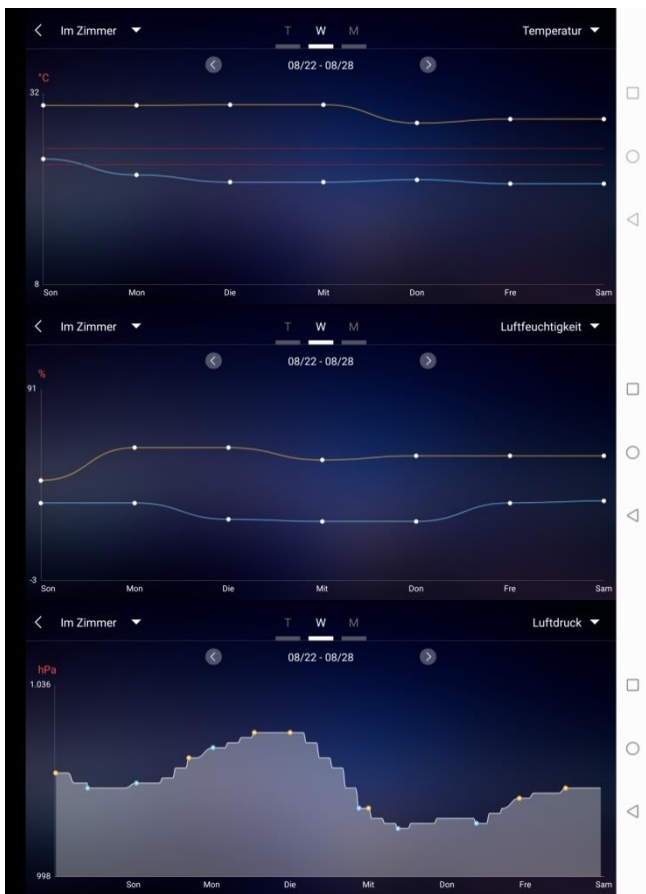 Im Zimmer T W M Temperatur
08/22 - 08/28
°C
32
8
Son Mon Die Mit Don Fre Sam
Im Zimmer T W M Luftfeuchtigkeit
08/22 - 08/28
%
91
-3
Son Mon Die Mit Don Fre Sam
Im Zimmer T W M Luftdruck
08/22 - 08/28
hPa
1.036
998
Son Mon Die Mit Don Fre Sam